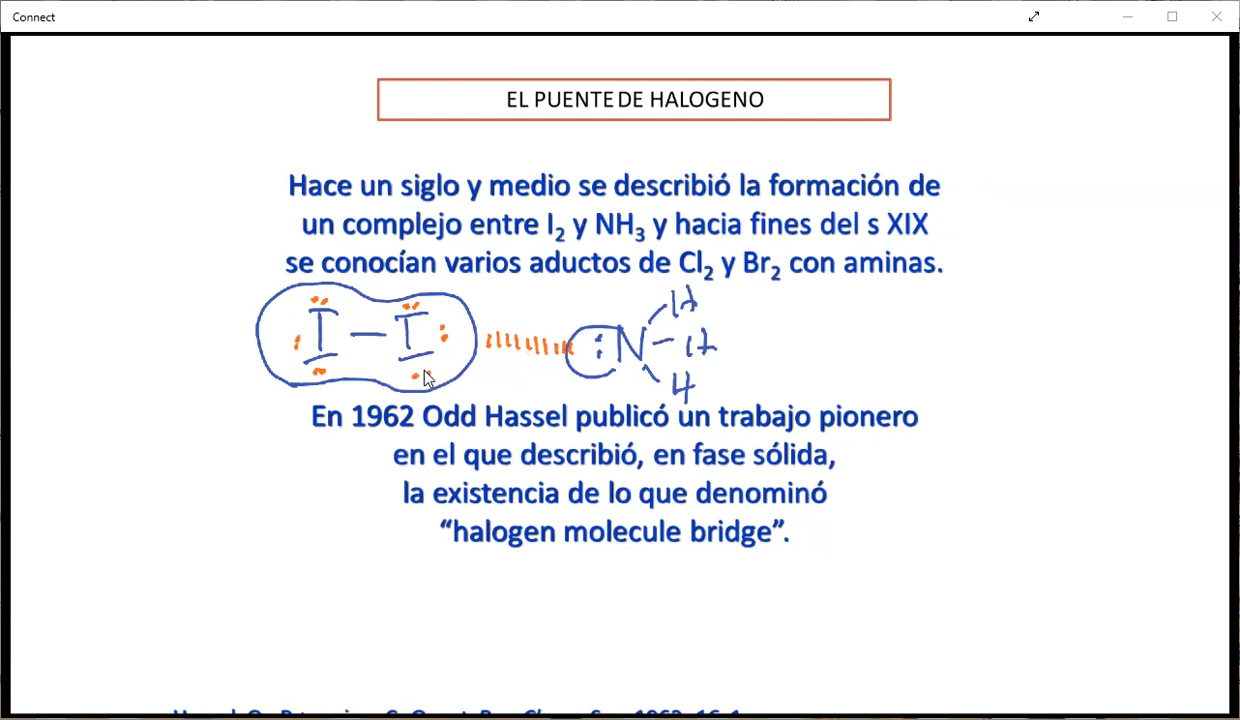 Connect
EL PUENTE DE HALOGENO
Hace un siglo y medio se describió la formación de
un complejo entre I₂ y NH₃ y hacia fines del s XIX
se conocían varios aductos de Cl₂ y Br₂ con aminas.
H
I — I : N — H
H
En 1962 Odd Hassel publicó un trabajo pionero
en el que describió, en fase sólida,
la existencia de lo que denominó
“halogen molecule bridge”.